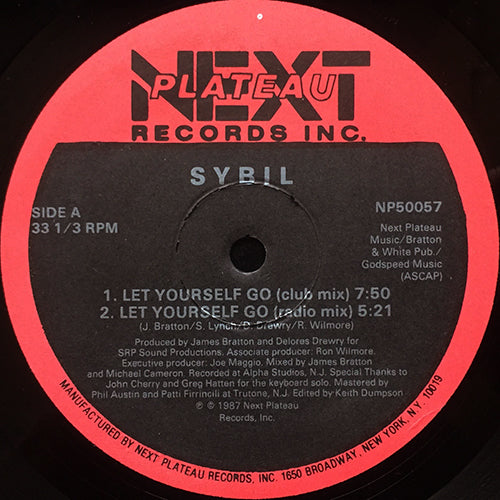 NEXT
PLATEAU
RECORDS INC.
SYBIL
SIDE A
33 1/3 RPM
NP50057
Next Plateau
Music/Bratton
& White Pub./
Godspeed Music
(ASCAP)
1. LET YOURSELF GO (club mix) 7:50
2. LET YOURSELF GO (radio mix) 5:21
(J. Bratton/S. Lynch/D. Drewry/R. Wilmore)
Produced by James Bratton and Delores Drewry for
SRP Sound Productions. Associate producer: Ron Wilmore.
Executive producer: Joe Maggio, Mixed by James Bratton
and Michael Cameron. Recorded at Alpha Studios, N.J. Special Thanks to
John Cherry and Greg Hatten for the keyboard solo. Mastered by
Phil Austin and Patti Firrincili at Trutone, N.J. Edited by Keith Dumpson
℗ © 1987 Next Plateau
Records, Inc.
MANUFACTURED BY NEXT PLATEAU RECORDS, INC. 1650 BROADWAY, NEW YORK, N.Y. 10019